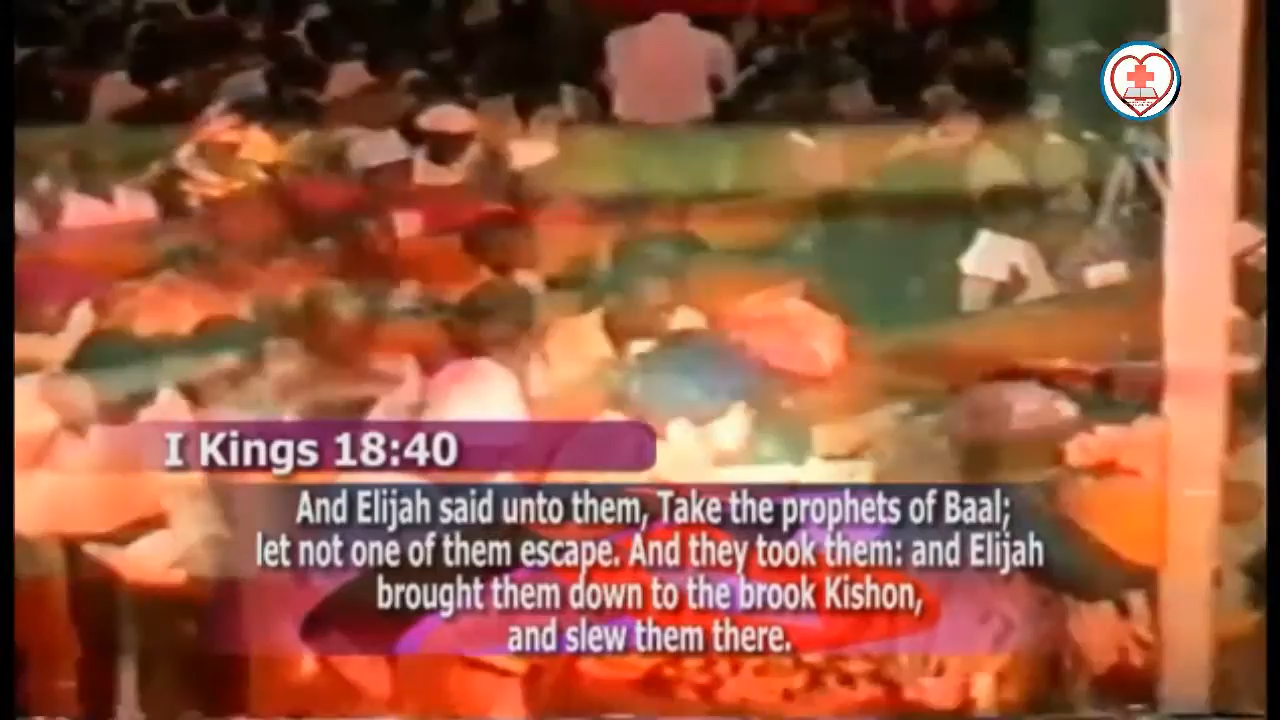 I Kings 18:40
And Elijah said unto them, Take the prophets of Baal;
let not one of them escape. And they took them: and Elijah
brought them down to the brook Kishon,
and slew them there.